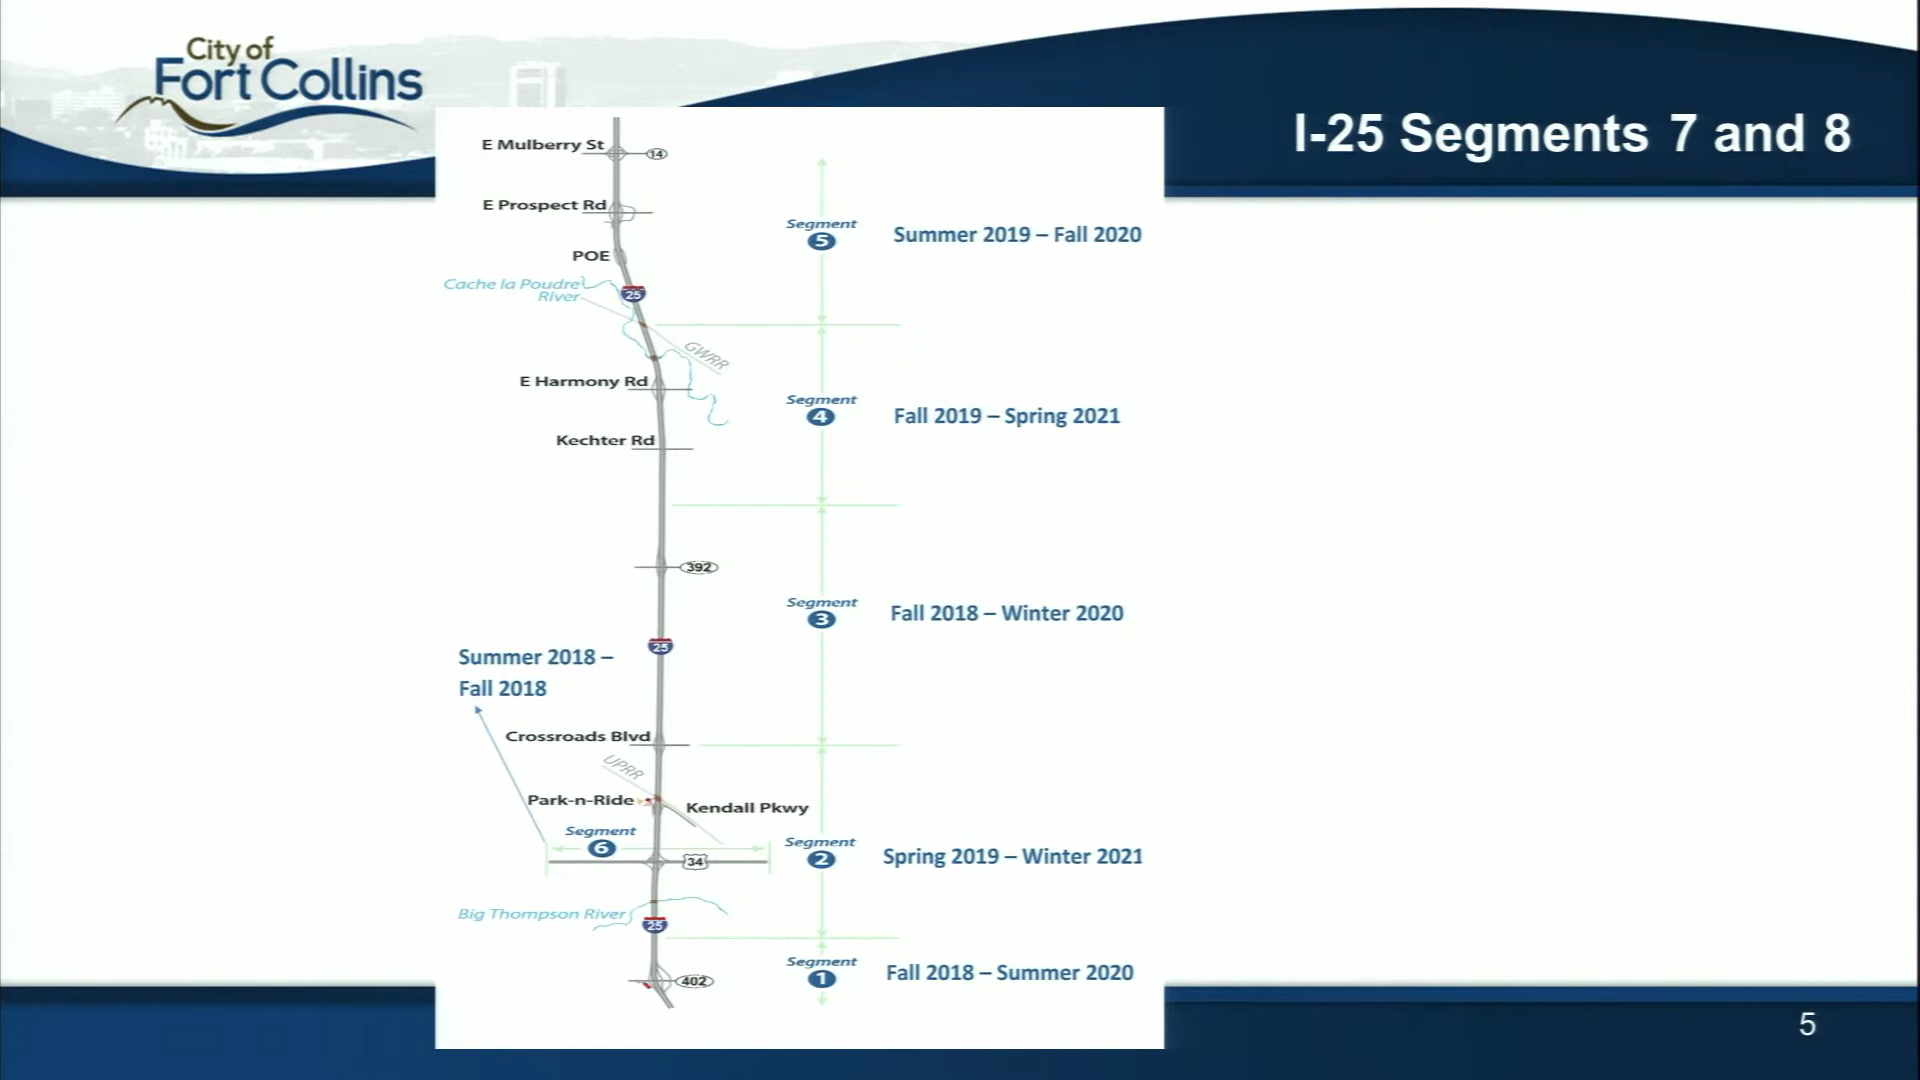 City of
Fort Collins
I-25 Segments 7 and 8
E Mulberry St
14
E Prospect Rd
Segment
5
Summer 2019 – Fall 2020
POE
Cache la Poudre
River
25
GWRR
E Harmony Rd
Segment
4
Fall 2019 – Spring 2021
Kechter Rd
392
Segment
3
Fall 2018 – Winter 2020
25
Summer 2018 –
Fall 2018
Crossroads Blvd
UPRR
Park-n-Ride
Kendall Pkwy
Segment
6
34
Segment
2
Spring 2019 – Winter 2021
Big Thompson River
25
402
Segment
1
Fall 2018 – Summer 2020
5